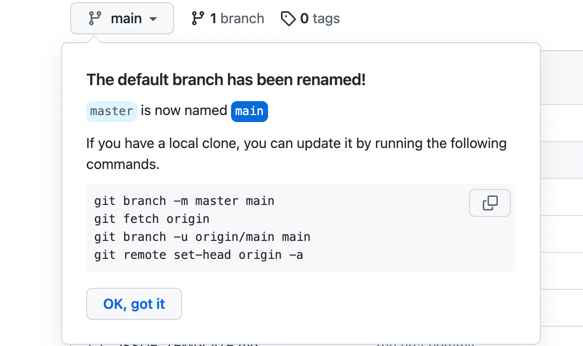 main
1 branch
0 tags
The default branch has been renamed!
master is now named main
If you have a local clone, you can update it by running the following
commands.
git branch -m master main
git fetch origin
git branch -u origin/main main
git remote set-head origin -a
OK, got it